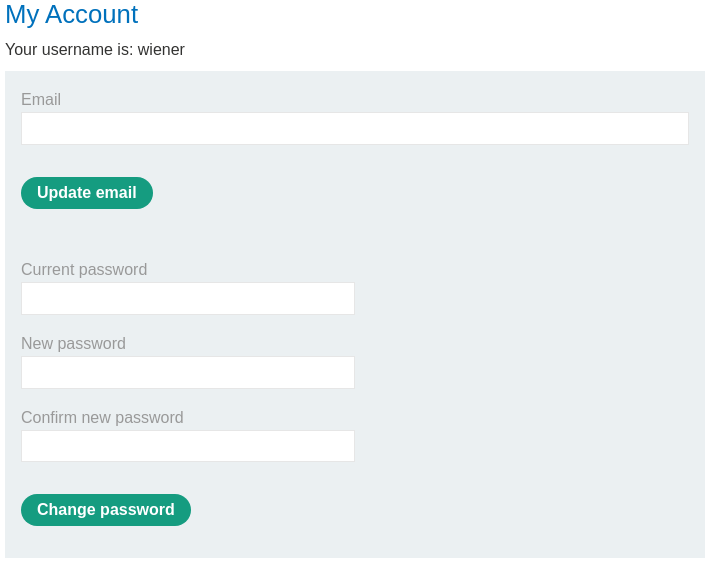 My Account
Your username is: wiener
Email
Update email
Current password
New password
Confirm new password
Change password